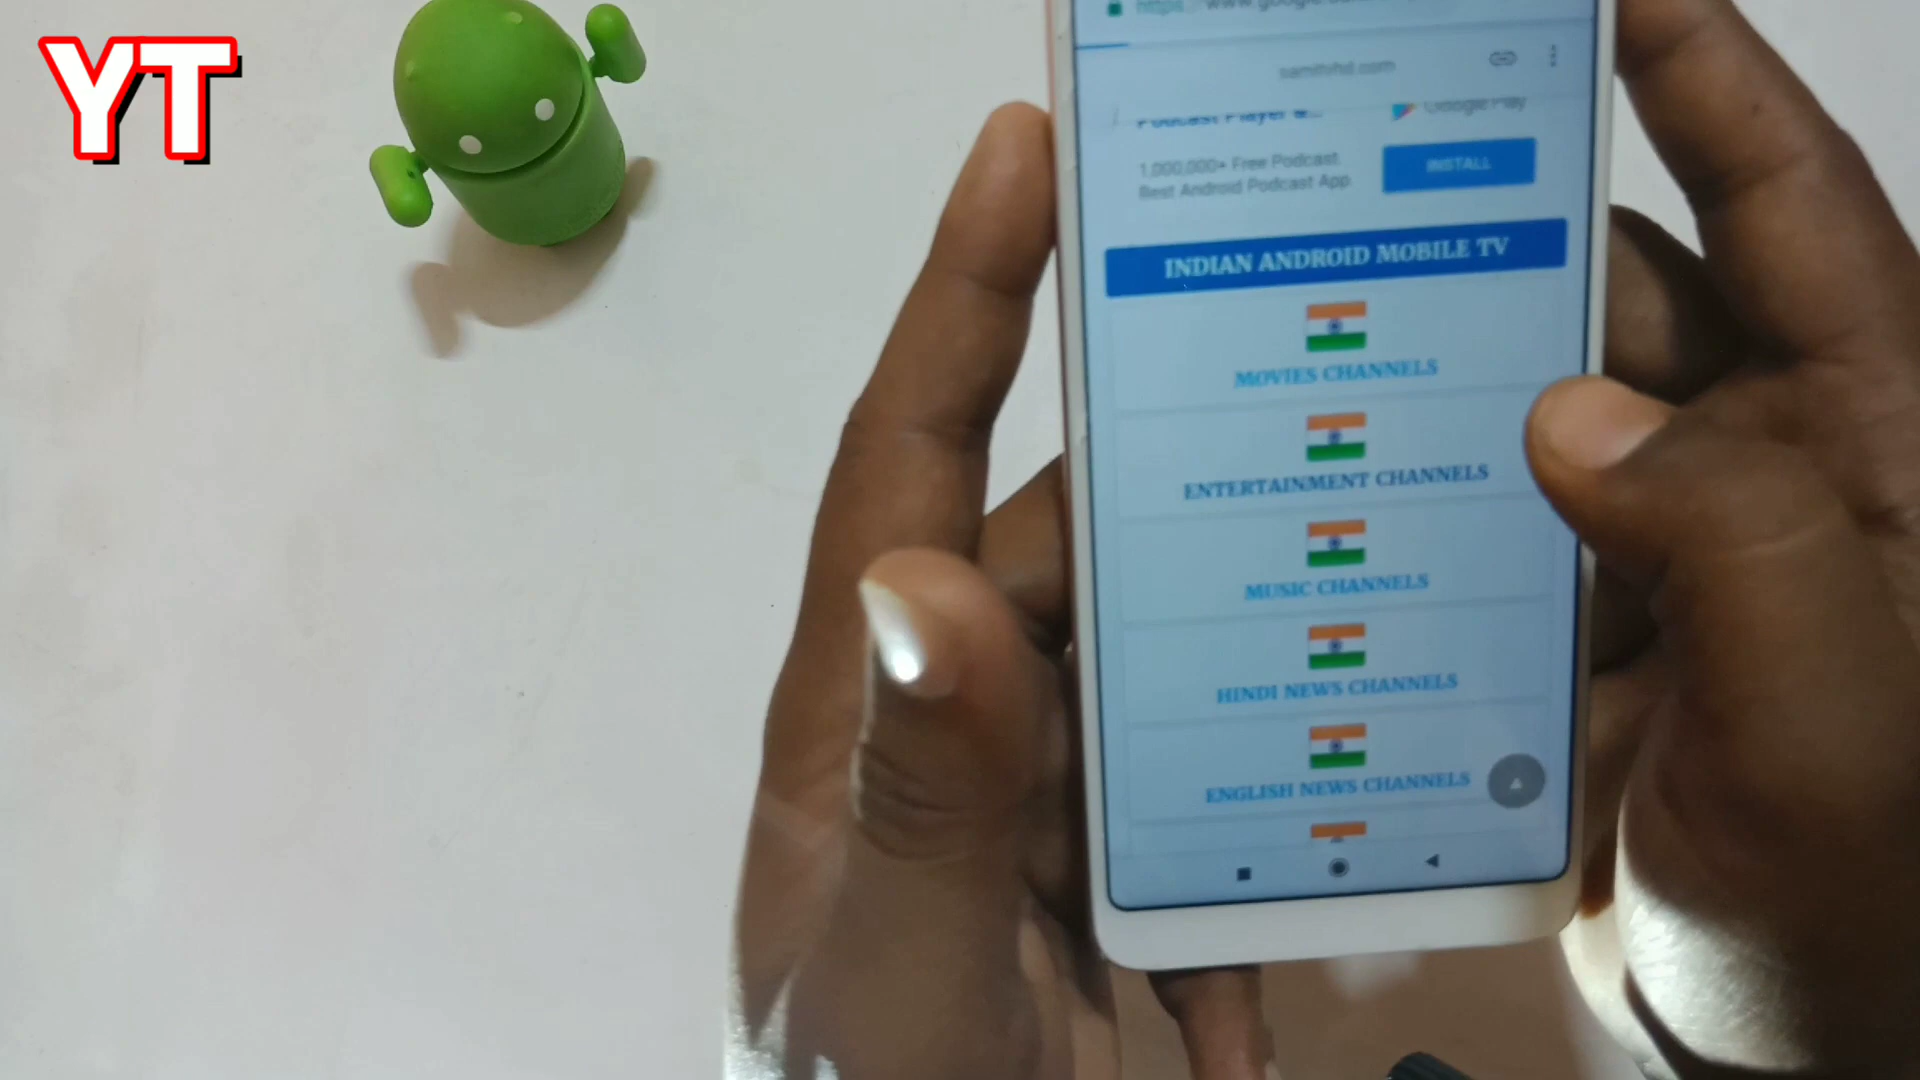 YT
INSTALL
1,000,000+ Free Podcast.
Best Android Podcast App
INDIAN ANDROID MOBILE TV
MOVIES CHANNELS
ENTERTAINMENT CHANNELS
MUSIC CHANNELS
HINDI NEWS CHANNELS
ENGLISH NEWS CHANNELS